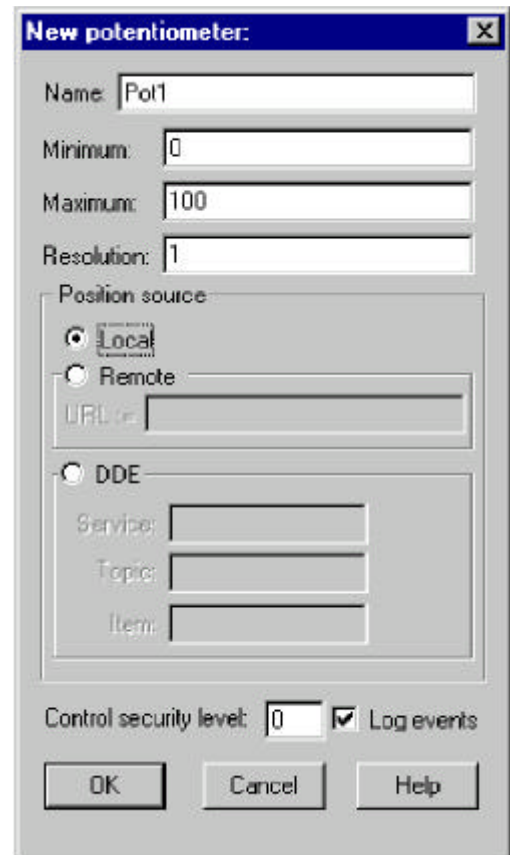 New potentiometer:
Name: Pot1
Minimum: 0
Maximum: 100
Resolution: 1
Position source
Local
Remote
URL :
DDE
Service:
Topic:
Item:
Control security level: 0 Log events
OK Cancel Help